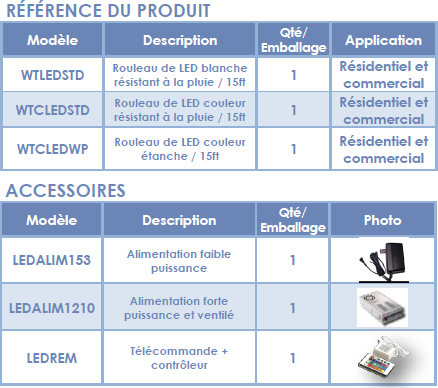 RÉFÉRENCE DU PRODUIT
Modèle Description Qté/ Emballage Application
WTLEDSTD Rouleau de LED blanche résistant à la pluie / 15ft 1 Résidentiel et commercial
WTCLEDSTD Rouleau de LED couleur résistant à la pluie / 15ft 1 Résidentiel et commercial
WTCLEDWP Rouleau de LED couleur étanche / 15ft 1 Résidentiel et commercial
ACCESSOIRES
Modèle Description Qté/ Emballage Photo
LEDALIM153 Alimentation faible puissance 1
LEDALIM1210 Alimentation forte puissance et ventilé 1
LEDREM Télécommande + contrôleur 1